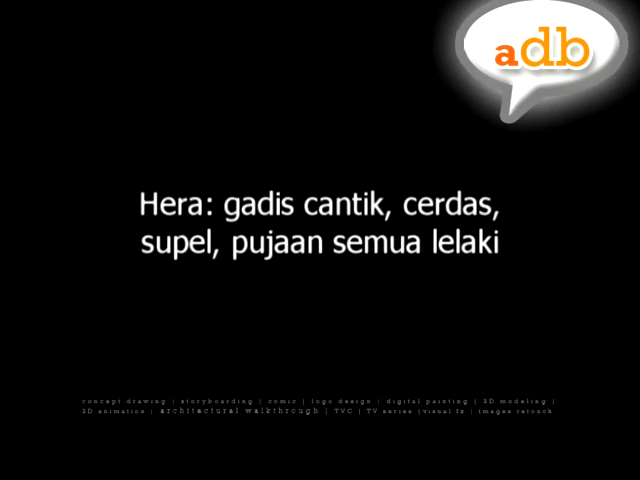 adb
Hera: gadis cantik, cerdas,
supel, pujaan semua lelaki
concept drawing | storyboarding | comic | logo design | digital painting | 3D modeling |
3D animation | architectural walkthrough | TVC | TV series |visual fx | images retouch